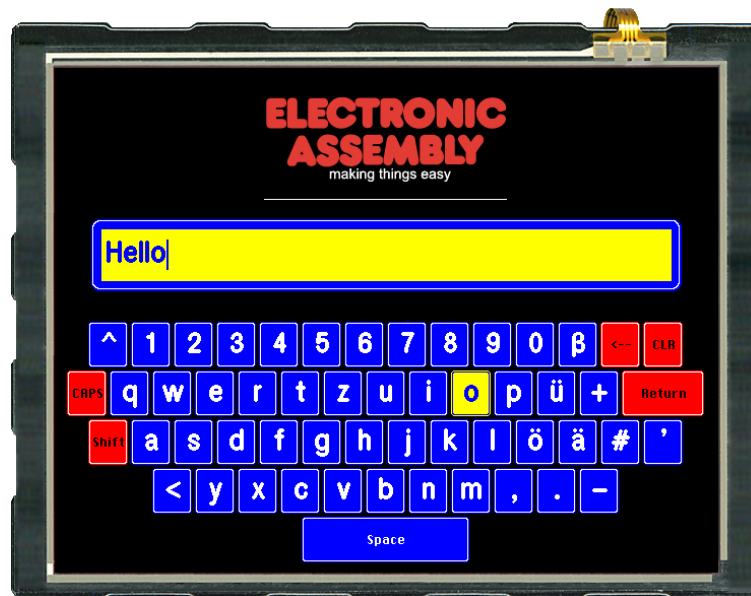 ELECTRONIC
ASSEMBLY
making things easy
Hello
^ 1 2 3 4 5 6 7 8 9 0 β <-- CLR
CAPS q w e r t z u i o p ü + Return
Shift a s d f g h j k l ö ä # '
< y x c v b n m , . -
Space